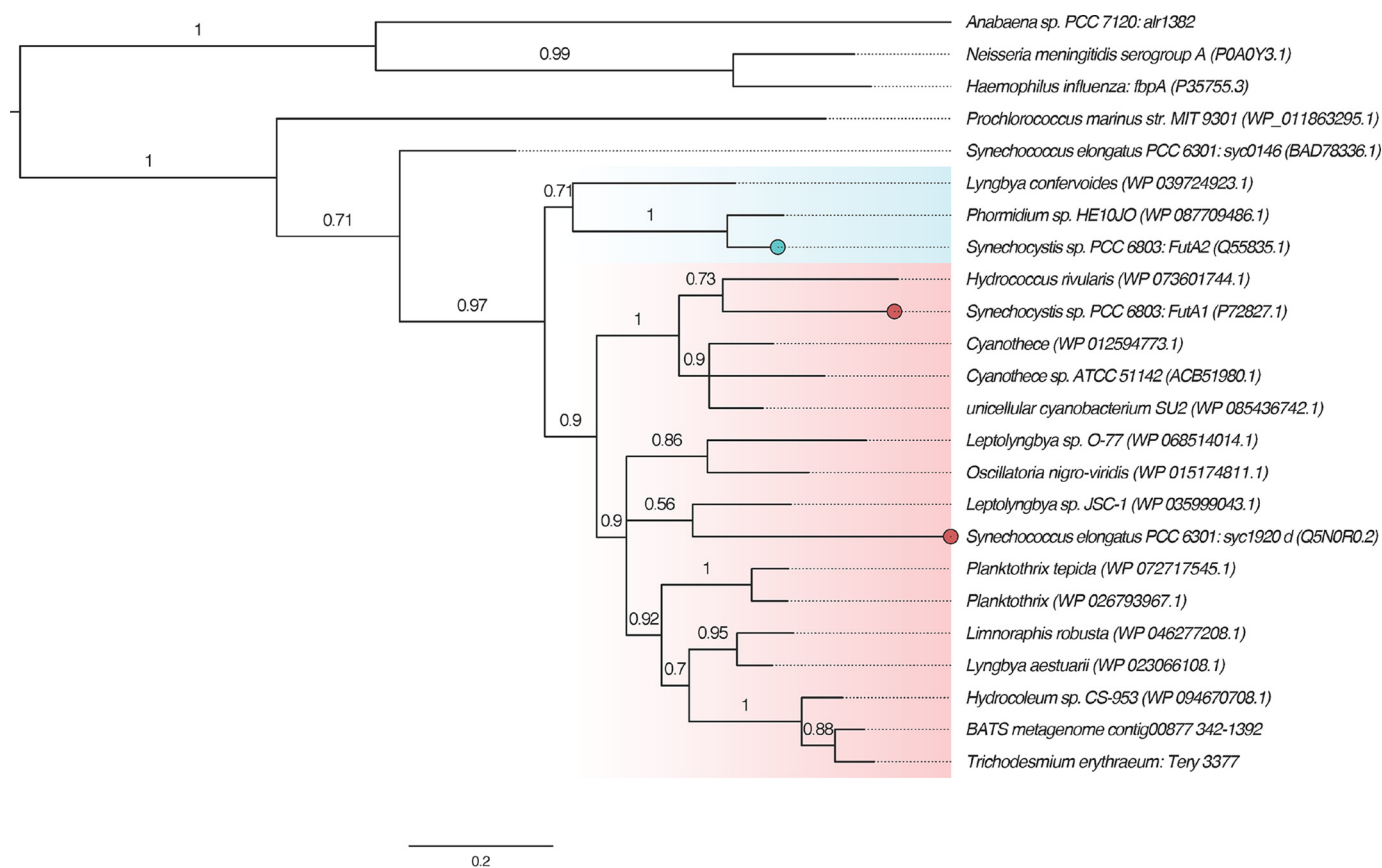 1
Anabaena sp. PCC 7120: alr1382
0.99
Neisseria meningitidis serogroup A (P0A0Y3.1)
Haemophilus influenza: fbpA (P35755.3)
Prochlorococcus marinus str. MIT 9301 (WP_011863295.1)
1
Synechococcus elongatus PCC 6301: syc0146 (BAD78336.1)
0.71
Lyngbya confervoides (WP 039724923.1)
0.71
1
Phormidium sp. HE10JO (WP 087709486.1)
Synechocystis sp. PCC 6803: FutA2 (Q55835.1)
0.97
0.73
Hydrococcus rivularis (WP 073601744.1)
1
Synechocystis sp. PCC 6803: FutA1 (P72827.1)
Cyanothece (WP 012594773.1)
0.9
Cyanothece sp. ATCC 51142 (ACB51980.1)
unicellular cyanobacterium SU2 (WP 085436742.1)
0.9
0.86
Leptolyngbya sp. O-77 (WP 068514014.1)
Oscillatoria nigro-viridis (WP 015174811.1)
0.56
Leptolyngbya sp. JSC-1 (WP 035999043.1)
0.9
Synechococcus elongatus PCC 6301: syc1920 d (Q5N0R0.2)
1
Planktothrix tepida (WP 072717545.1)
Planktothrix (WP 026793967.1)
0.92
0.95
Limnoraphis robusta (WP 046277208.1)
0.7
Lyngbya aestuarii (WP 023066108.1)
1
Hydrocoleum sp. CS-953 (WP 094670708.1)
0.88
BATS metagenome contig00877 342-1392
Trichodesmium erythraeum: Tery 3377
0.2